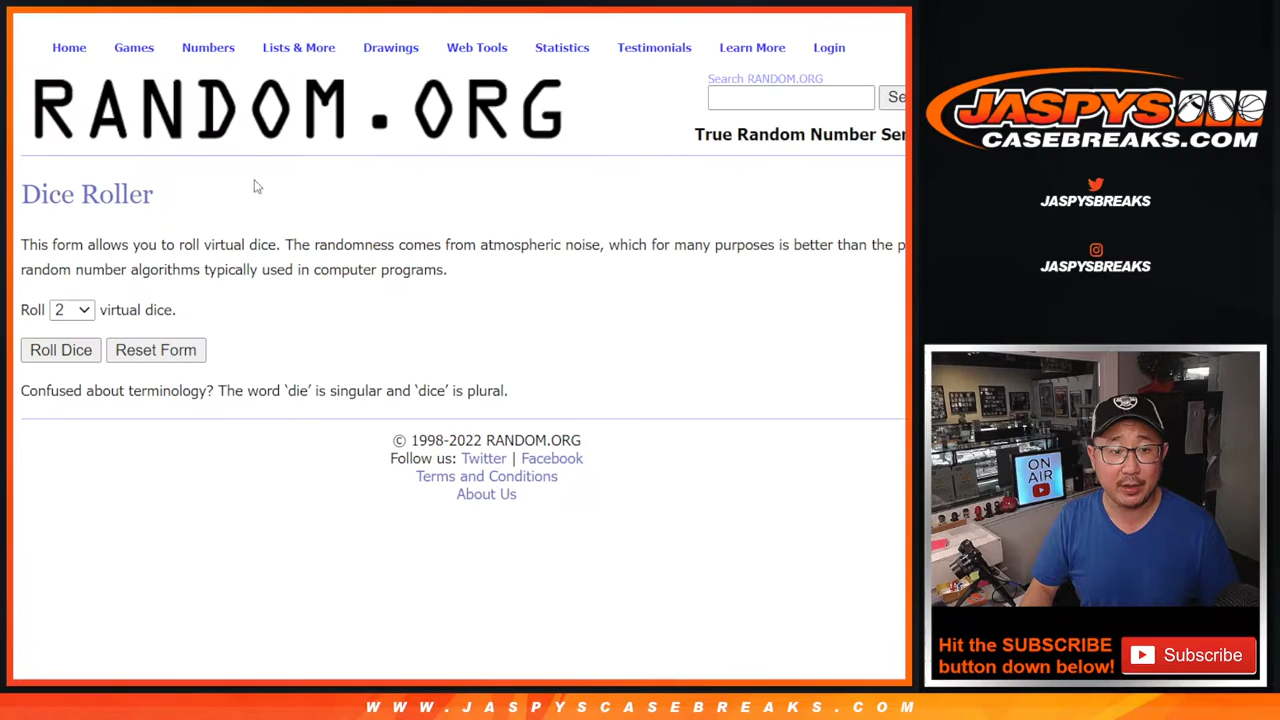 Home Games Numbers Lists & More Drawings Web Tools Statistics Testimonials Learn More Login
RANDOM.ORG
Search RANDOM.ORG
Se
True Random Number Ser
Dice Roller
This form allows you to roll virtual dice. The randomness comes from atmospheric noise, which for many purposes is better than the p
random number algorithms typically used in computer programs.
Roll 2 virtual dice.
Roll Dice Reset Form
Confused about terminology? The word ‘die’ is singular and ‘dice’ is plural.
© 1998-2022 RANDOM.ORG
Follow us: Twitter | Facebook
Terms and Conditions
About Us
JASPYS
CASEBREAKS.COM
JASPYSBREAKS
JASPYSBREAKS
ON
AIR
Hit the SUBSCRIBE
button down below!
Subscribe
WWW.JASPYSCASEBREAKS.COM